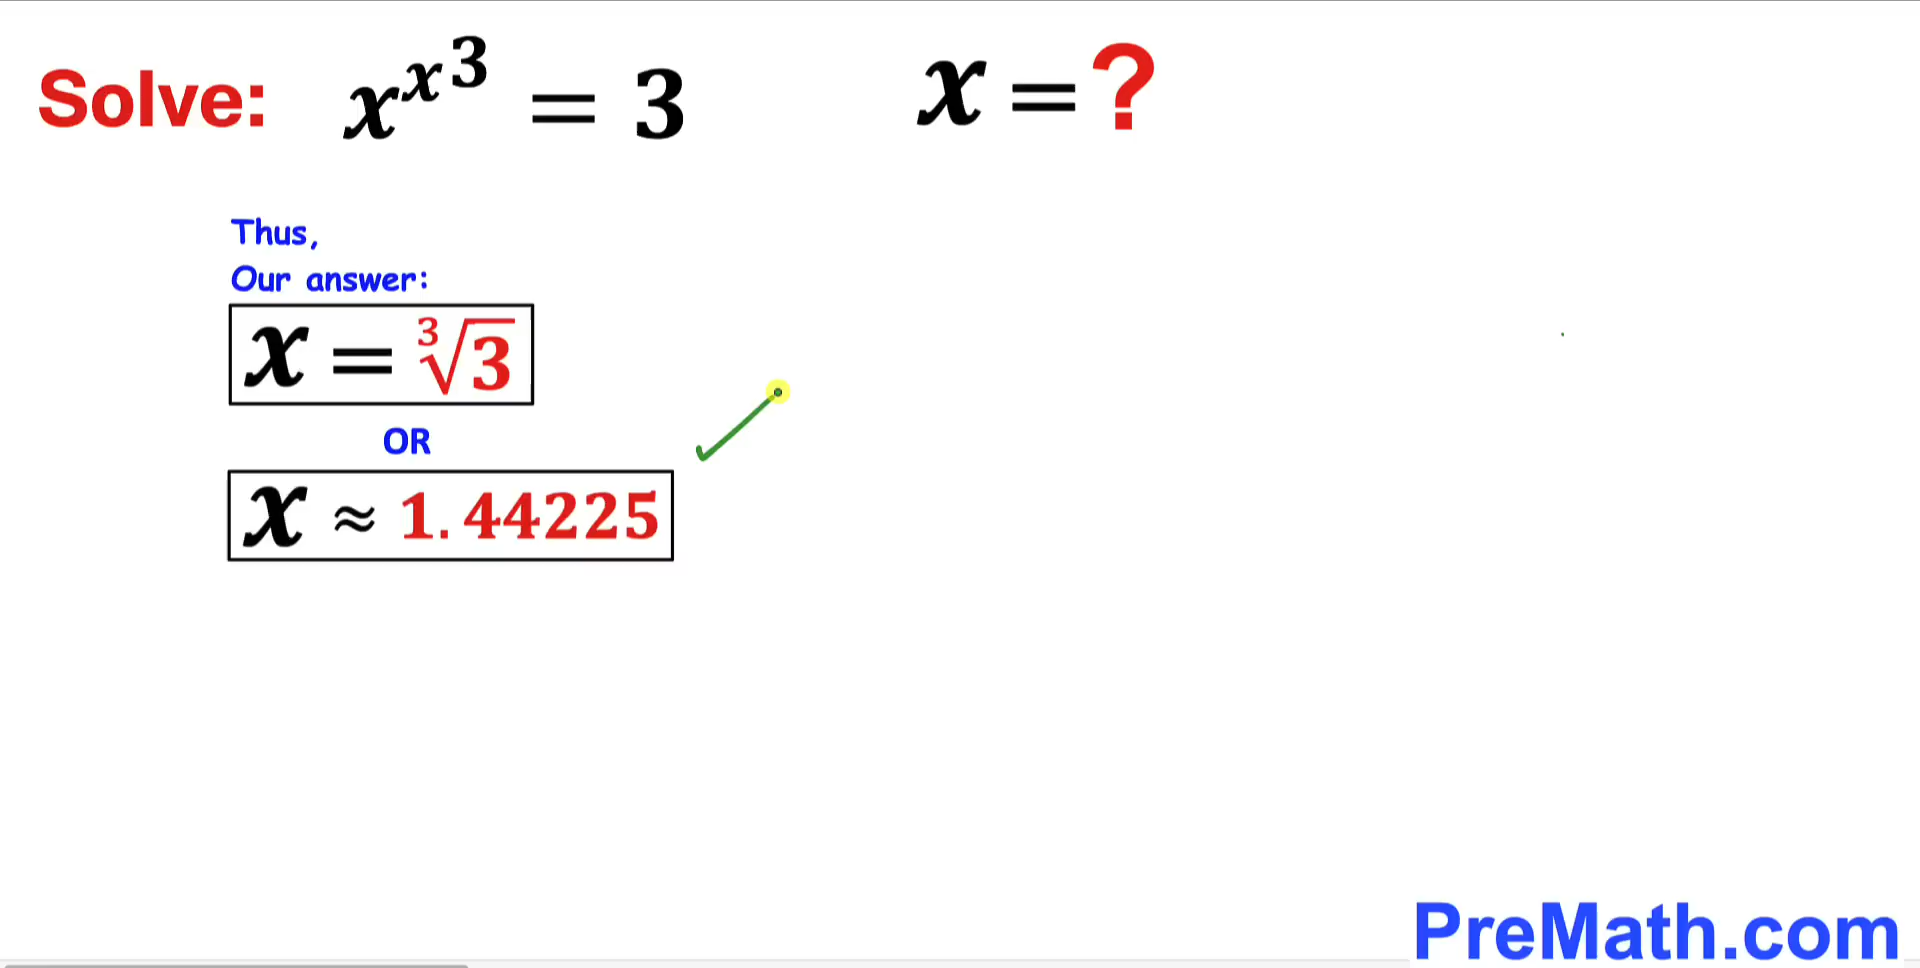 Solve: x^{x^3} = 3 x = ?
Thus,
Our answer:
x = ∛3
OR
x ≈ 1.44225
PreMath.com